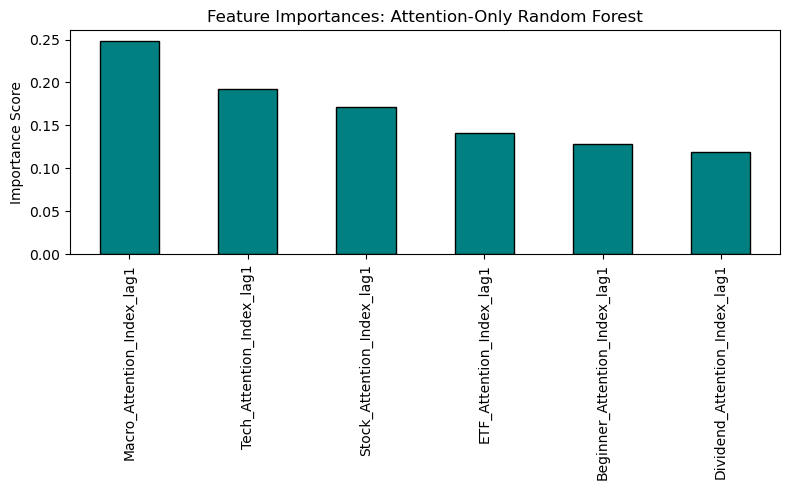 Feature Importances: Attention-Only Random Forest
Importance Score
0.25
0.20
0.15
0.10
0.05
0.00
Macro_Attention_Index_lag1
Tech_Attention_Index_lag1
Stock_Attention_Index_lag1
ETF_Attention_Index_lag1
Beginner_Attention_Index_lag1
Dividend_Attention_Index_lag1